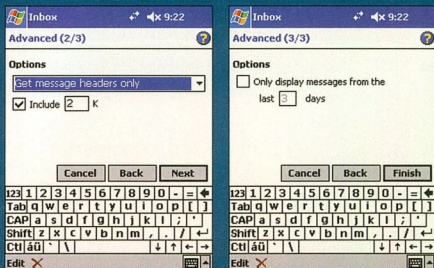 Inbox 9:22
Advanced (2/3)
Options
Get message headers only
Include 2 K
Cancel Back Next
123 1 2 3 4 5 6 7 8 9 0 - =
Tab q w e r t y u i o p [ ]
CAP a s d f g h j k l ; '
Shift z x c v b n m , . /
Ctl áü ` \
Edit
Inbox 9:22
Advanced (3/3)
Options
Only display messages from the
last 3 days
Cancel Back Finish
123 1 2 3 4 5 6 7 8 9 0 - =
Tab q w e r t y u i o p [ ]
CAP a s d f g h j k l ; '
Shift z x c v b n m , . /
Ctl áü ` \
Edit